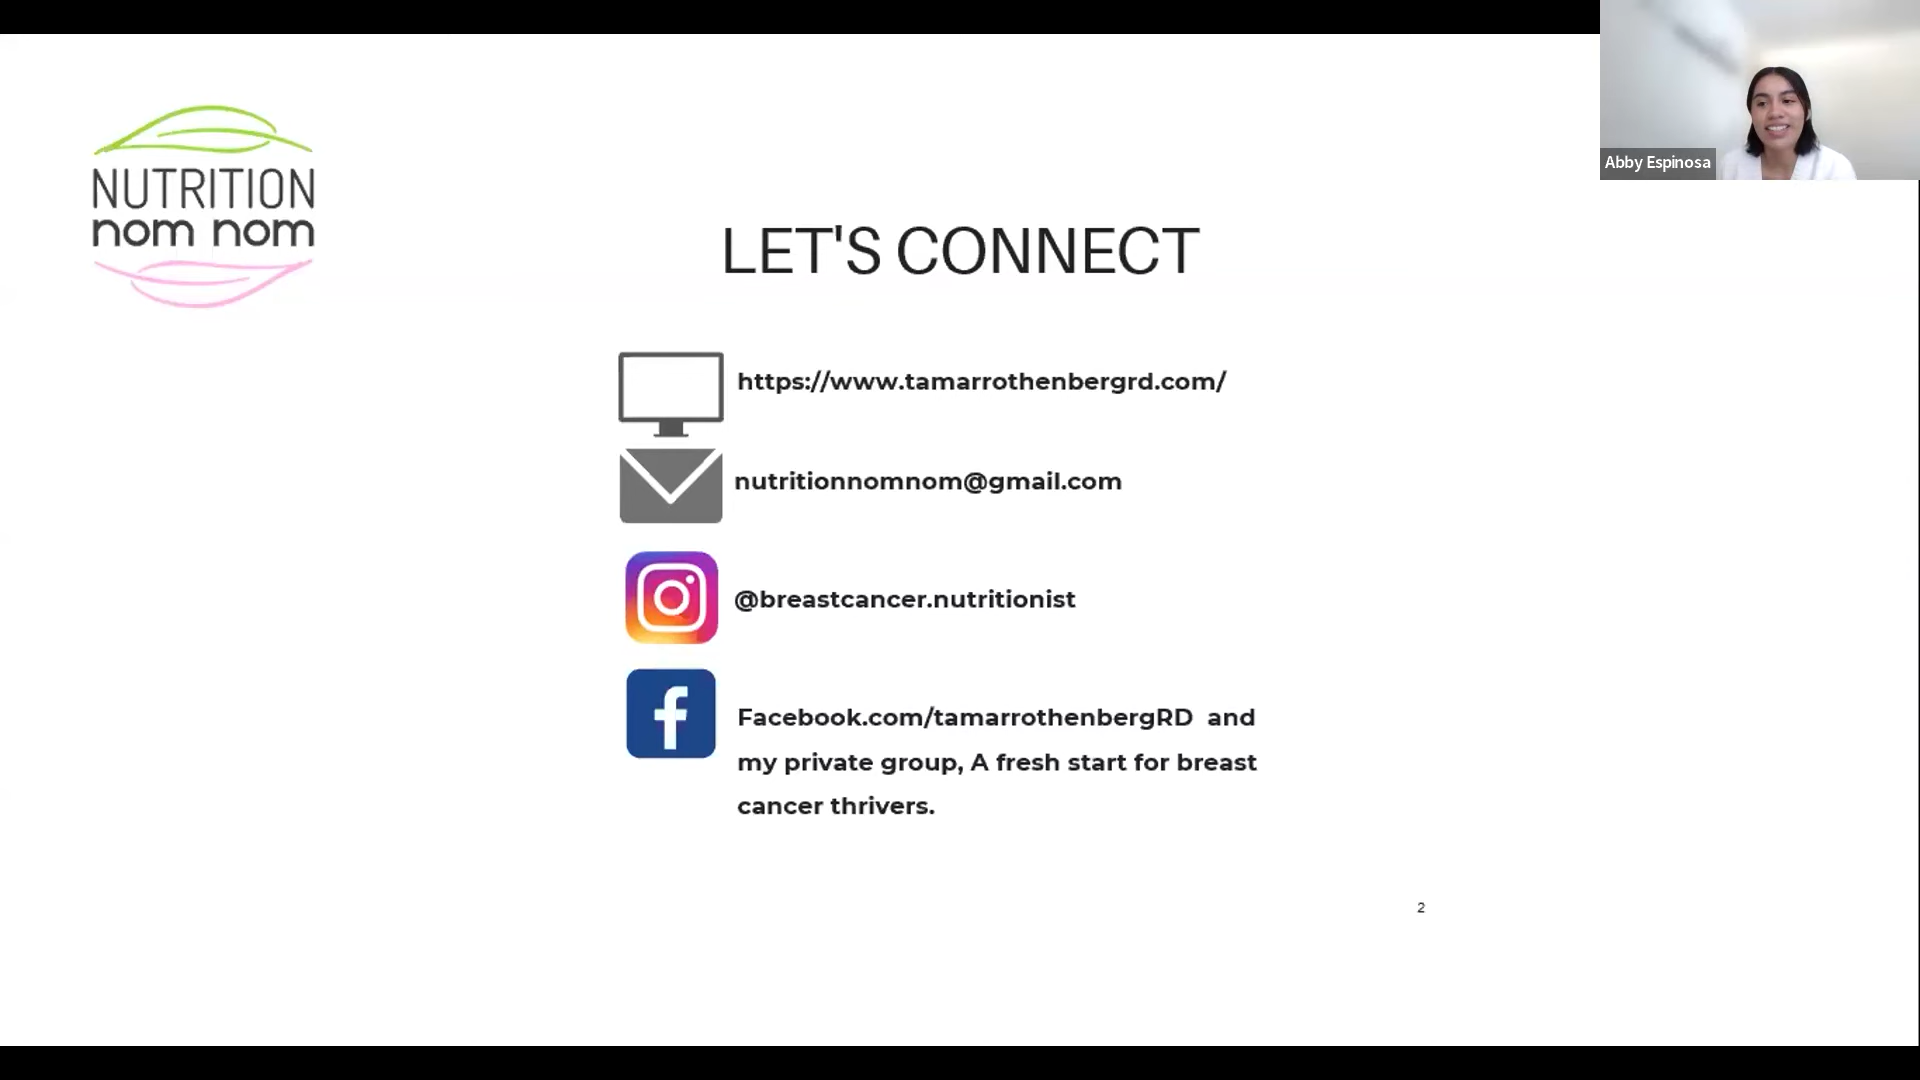 Abby Espinosa
NUTRITION
nom nom
LET'S CONNECT
https://www.tamarrothenbergrd.com/
nutritionnomnom@gmail.com
@breastcancer.nutritionist
Facebook.com/tamarrothenbergRD and
my private group, A fresh start for breast
cancer thrivers.
2